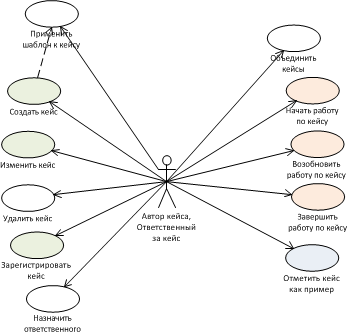 Применить
шаблон к кейсу
Объединить
кейсы
Создать кейс
Начать работу
по кейсу
Изменить кейс
Возобновить
работу по кейсу
Удалить кейс
Автор кейса,
Ответственный
за кейс
Завершить
работу по кейсу
Зарегистрировать
кейс
Отметить кейс
как пример
Назначить
ответственного